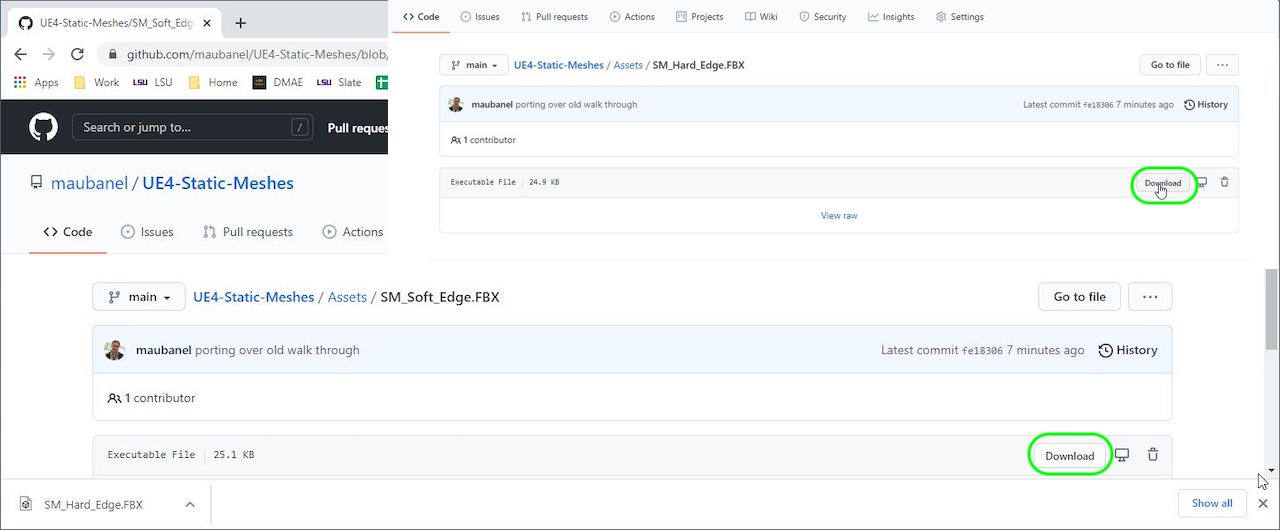 UE4-Static-Meshes/SM_Soft_Edg
github.com/maubanel/UE4-Static-Meshes/blob/
Apps Work LSU LSU Home DMAE LSU Slate
Search or jump to... / Pull reques
maubanel / UE4-Static-Meshes
Code Issues Pull requests Actions
Code Issues Pull requests Actions Projects Wiki Security Insights Settings
main UE4-Static-Meshes / Assets / SM_Hard_Edge.FBX Go to file ...
maubanel porting over old walk through Latest commit fe18306 7 minutes ago History
1 contributor
Executable File 24.9 KB Download
View raw
main UE4-Static-Meshes / Assets / SM_Soft_Edge.FBX Go to file ...
maubanel porting over old walk through Latest commit fe18306 7 minutes ago History
1 contributor
Executable File 25.1 KB Download
SM_Hard_Edge.FBX Show all